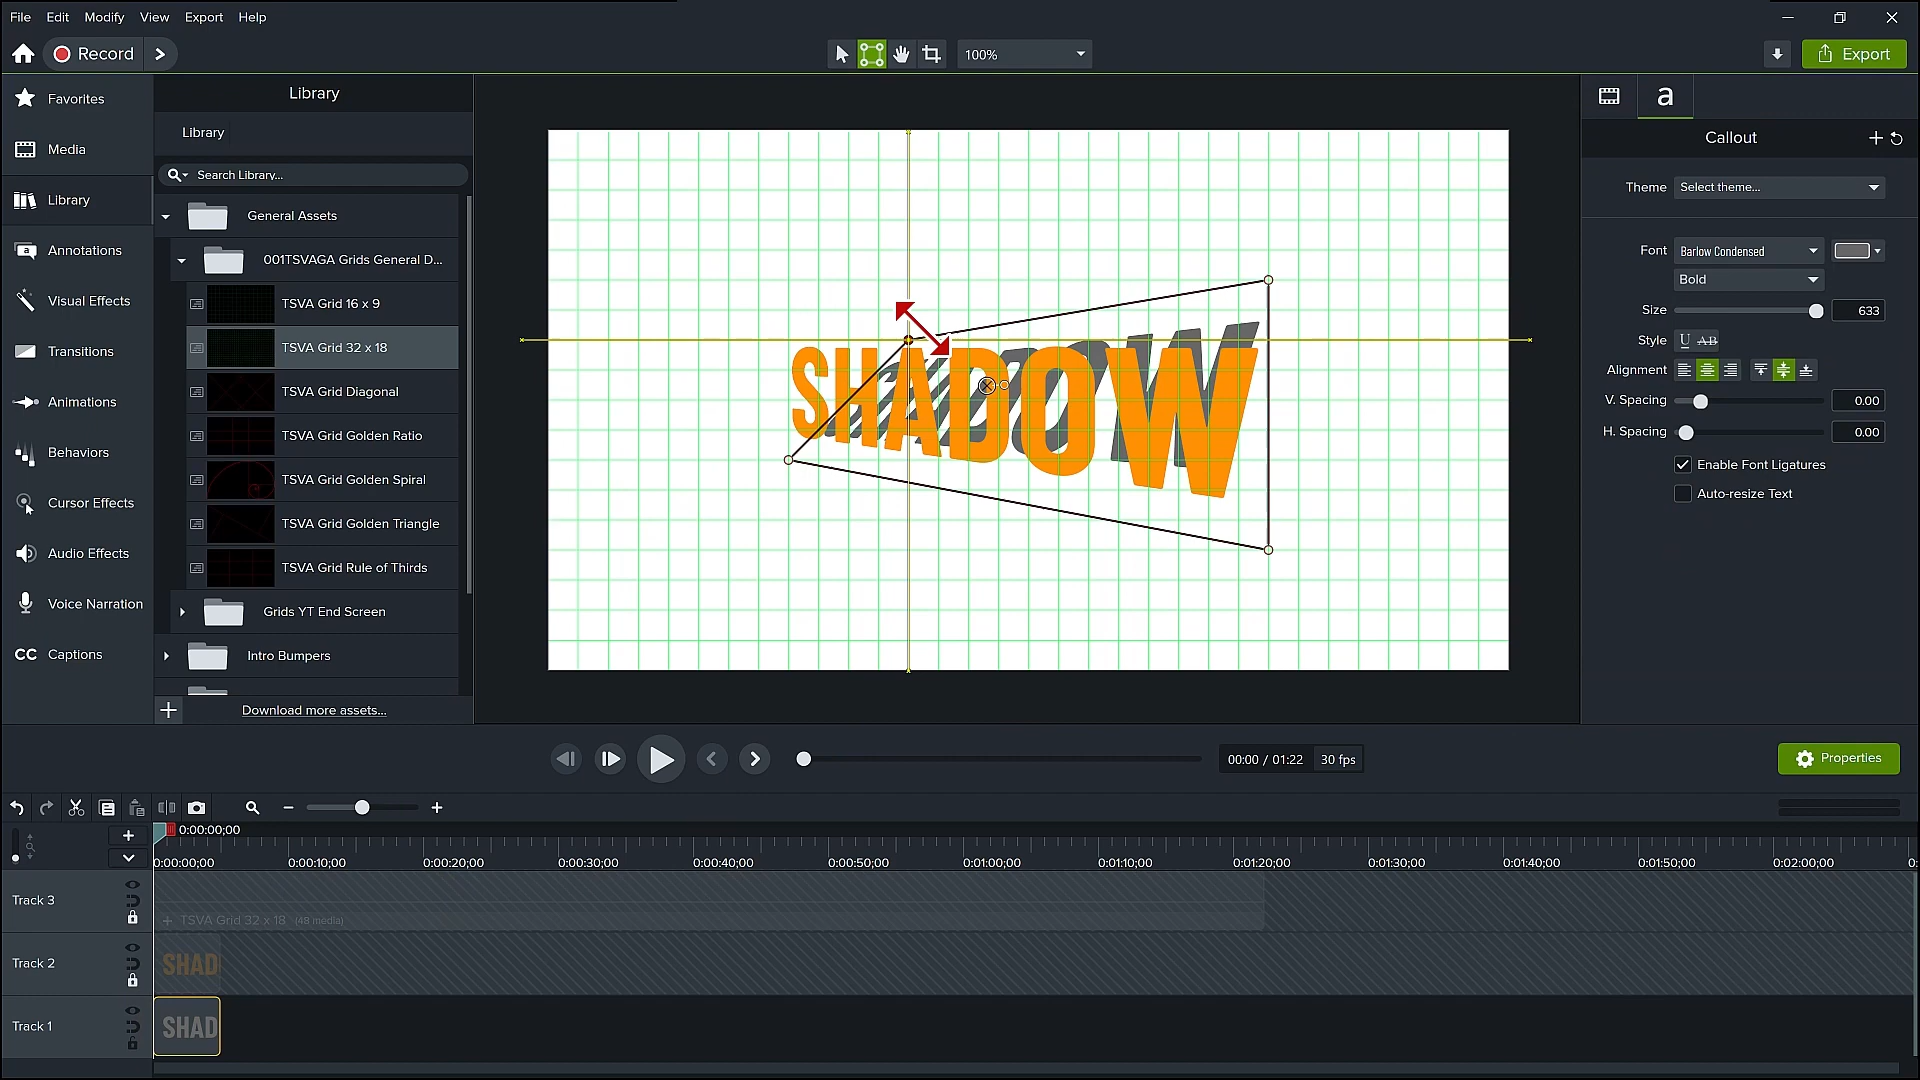 File Edit Modify View Export Help
Record 100% Export
Favorites
Media
Library
Annotations
Visual Effects
Transitions
Animations
Behaviors
Cursor Effects
Audio Effects
Voice Narration
CC Captions
Library
Library
Search Library...
General Assets
001TSVAGA Grids General D...
TSVA Grid 16 x 9
TSVA Grid 32 x 18
TSVA Grid Diagonal
TSVA Grid Golden Ratio
TSVA Grid Golden Spiral
TSVA Grid Golden Triangle
TSVA Grid Rule of Thirds
Grids YT End Screen
Intro Bumpers
Download more assets...
SHADOW
SHADOW
a
Callout
Theme Select theme...
Font Barlow Condensed
Bold
Size 633
Style U AB
Alignment
V. Spacing 0.00
H. Spacing 0.00
Enable Font Ligatures
Auto-resize Text
00:00 / 01:22 30 fps
Properties
0:00:00;00
0:00:00;00 0:00:10;00 0:00:20;00 0:00:30;00 0:00:40;00 0:00:50;00 0:01:00;00 0:01:10;00 0:01:20;00 0:01:30;00 0:01:40;00 0:01:50;00 0:02:00;00 0:
Track 3
+ TSVA Grid 32 x 18 (48 media)
Track 2
SHAD
Track 1
SHAD